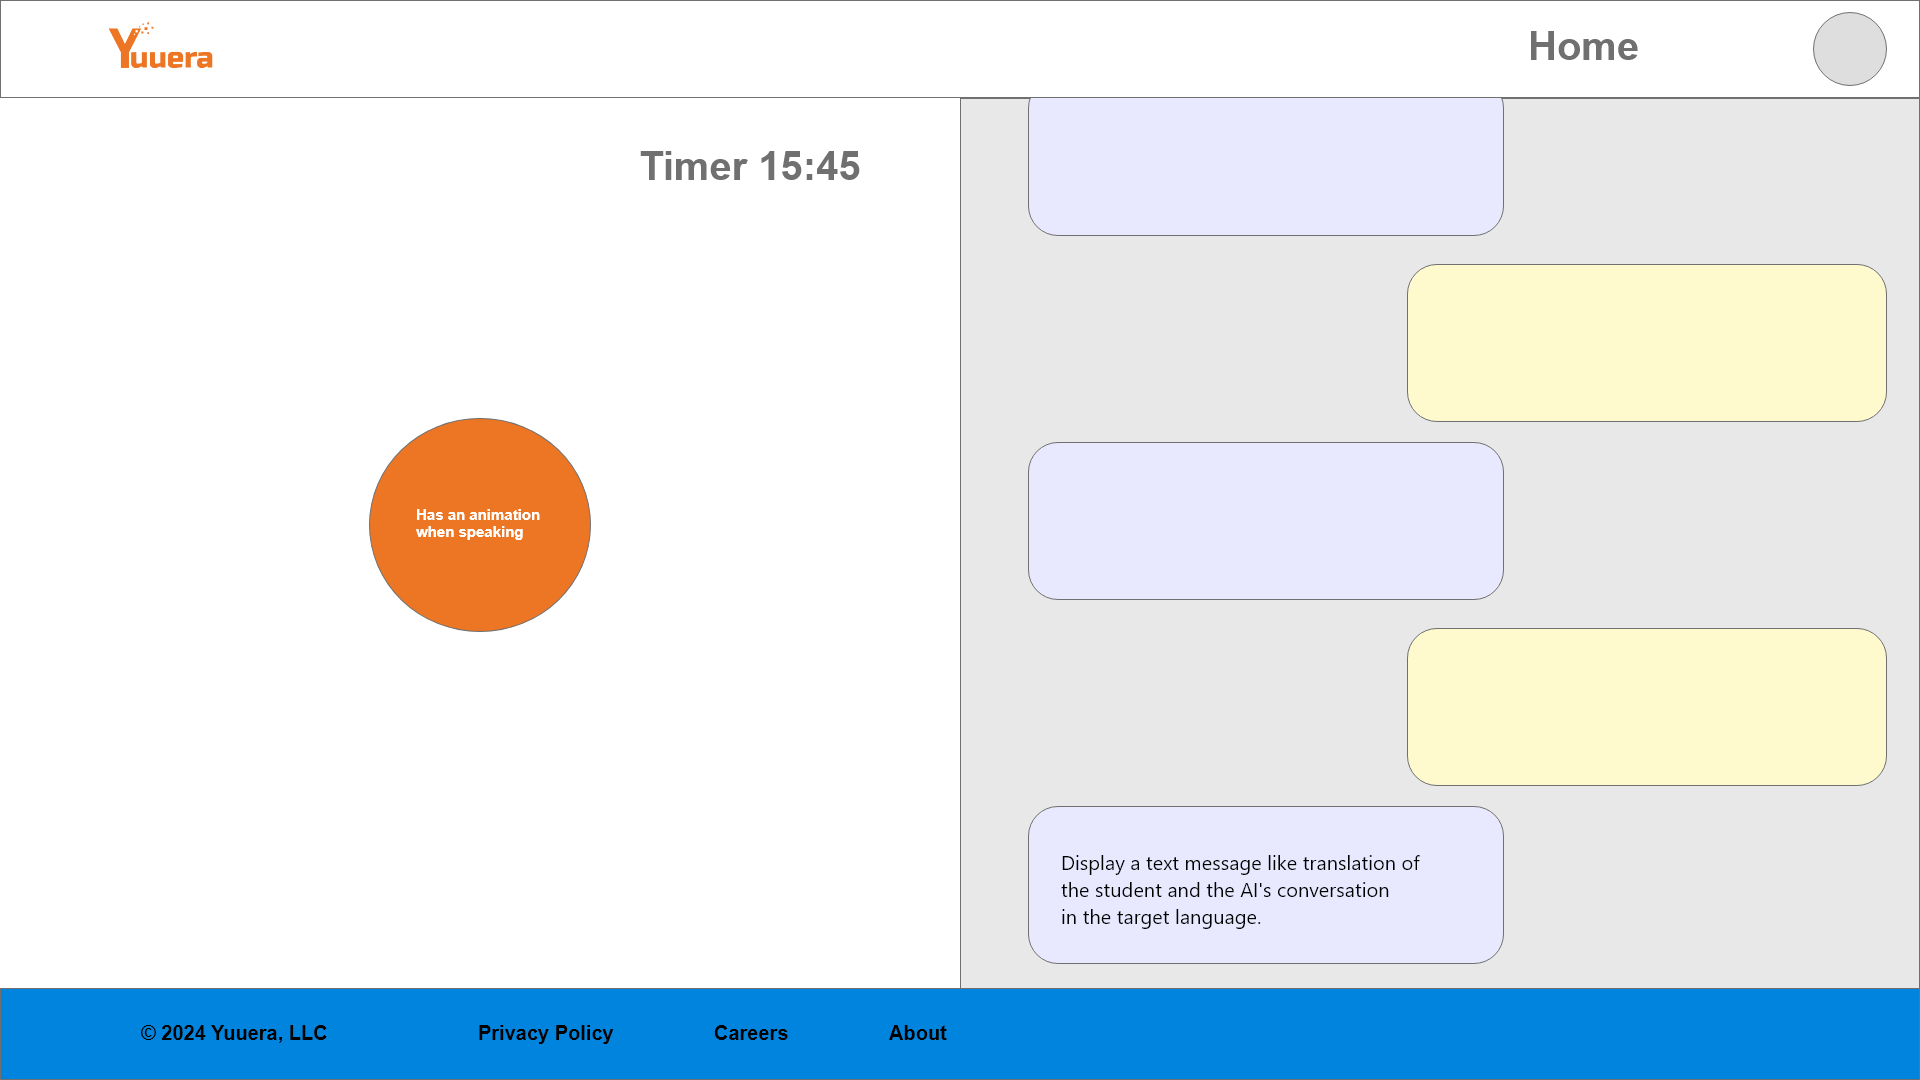 Yuuera
Home
Timer 15:45
Has an animation
when speaking
Display a text message like translation of
the student and the AI's conversation
in the target language.
© 2024 Yuuera, LLC
Privacy Policy
Careers
About